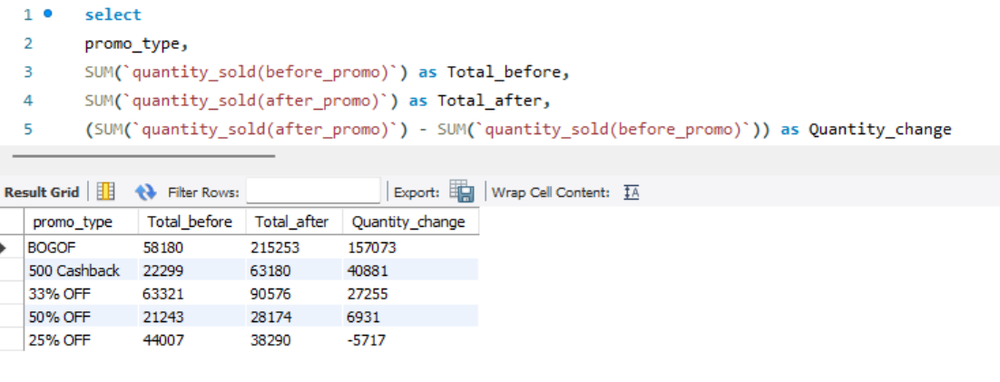 1 select
2 promo_type,
3 SUM(`quantity_sold(before_promo)`) as Total_before,
4 SUM(`quantity_sold(after_promo)`) as Total_after,
5 (SUM(`quantity_sold(after_promo)`) - SUM(`quantity_sold(before_promo)`)) as Quantity_change
Result Grid Filter Rows: Export: Wrap Cell Content: IA
promo_type Total_before Total_after Quantity_change
BOGOF 58180 215253 157073
500 Cashback 22299 63180 40881
33% OFF 63321 90576 27255
50% OFF 21243 28174 6931
25% OFF 44007 38290 -5717